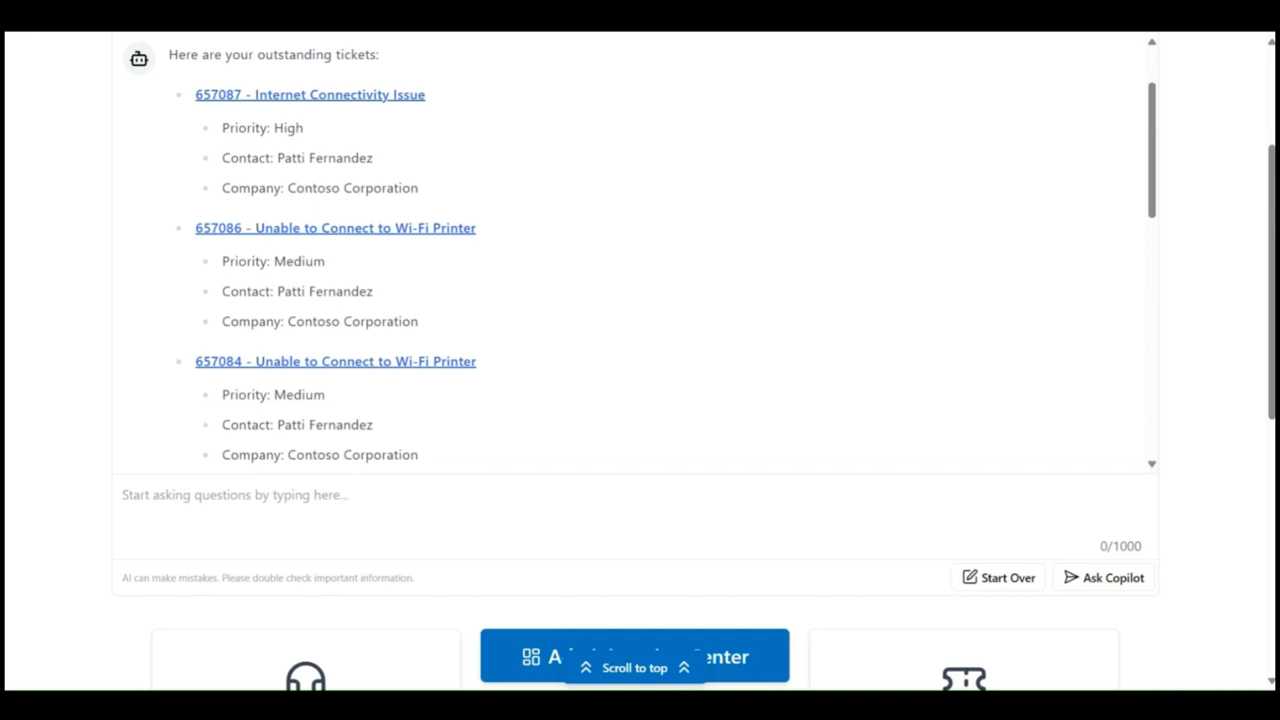 Here are your outstanding tickets:
657087 - Internet Connectivity Issue
Priority: High
Contact: Patti Fernandez
Company: Contoso Corporation
657086 - Unable to Connect to Wi-Fi Printer
Priority: Medium
Contact: Patti Fernandez
Company: Contoso Corporation
657084 - Unable to Connect to Wi-Fi Printer
Priority: Medium
Contact: Patti Fernandez
Company: Contoso Corporation
Start asking questions by typing here...
0/1000
AI can make mistakes. Please double check important information.
Start Over
Ask Copilot
Scroll to top